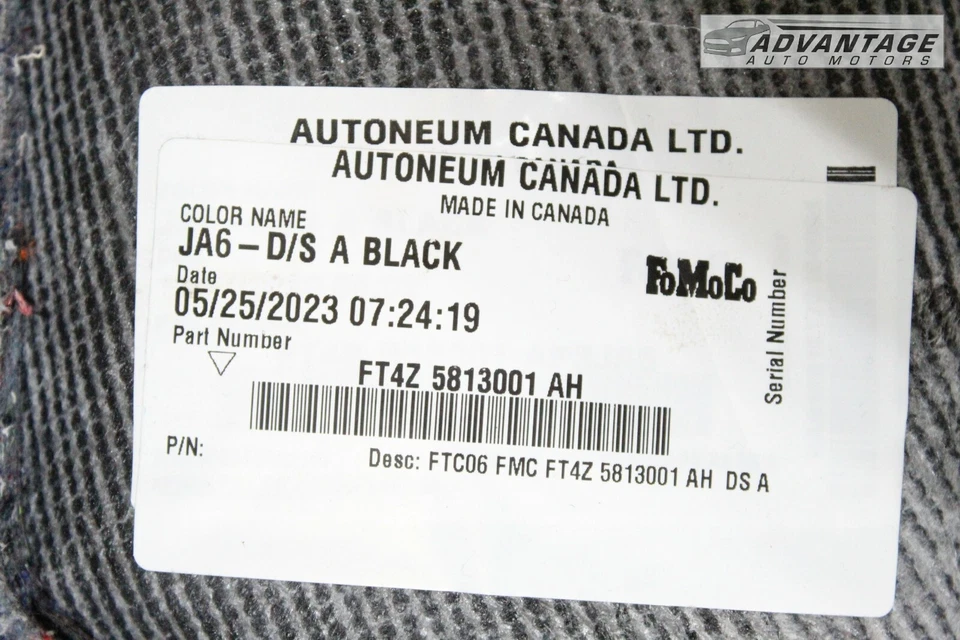 ADVANTAGE
AUTO MOTORS
AUTONEUM CANADA LTD.
AUTONEUM CANADA LTD.
MADE IN CANADA
COLOR NAME
JA6-D/S A BLACK
FoMoCo
Date
05/25/2023 07:24:19
Part Number
Serial Number
FT4Z 5813001 AH
P/N:
Desc: FTC06 FMC FT4Z 5813001 AH DS A